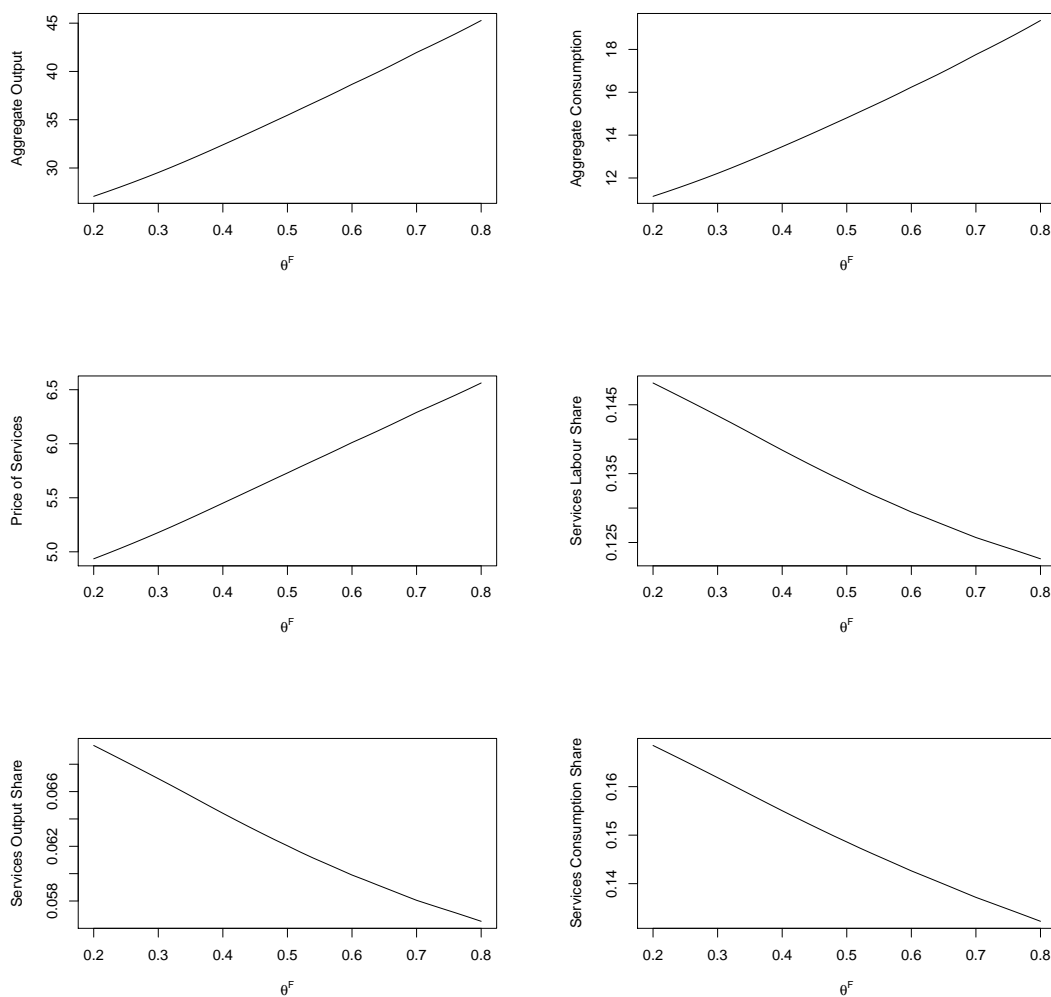 Aggregate Output
30 35 40 45
0.2 0.3 0.4 0.5 0.6 0.7 0.8
θF
Aggregate Consumption
12 14 16 18
0.2 0.3 0.4 0.5 0.6 0.7 0.8
θF
Price of Services
5.0 5.5 6.0 6.5
0.2 0.3 0.4 0.5 0.6 0.7 0.8
θF
Services Labour Share
0.125 0.135 0.145
0.2 0.3 0.4 0.5 0.6 0.7 0.8
θF
Services Output Share
0.058 0.062 0.066
0.2 0.3 0.4 0.5 0.6 0.7 0.8
θF
Services Consumption Share
0.14 0.15 0.16
0.2 0.3 0.4 0.5 0.6 0.7 0.8
θF